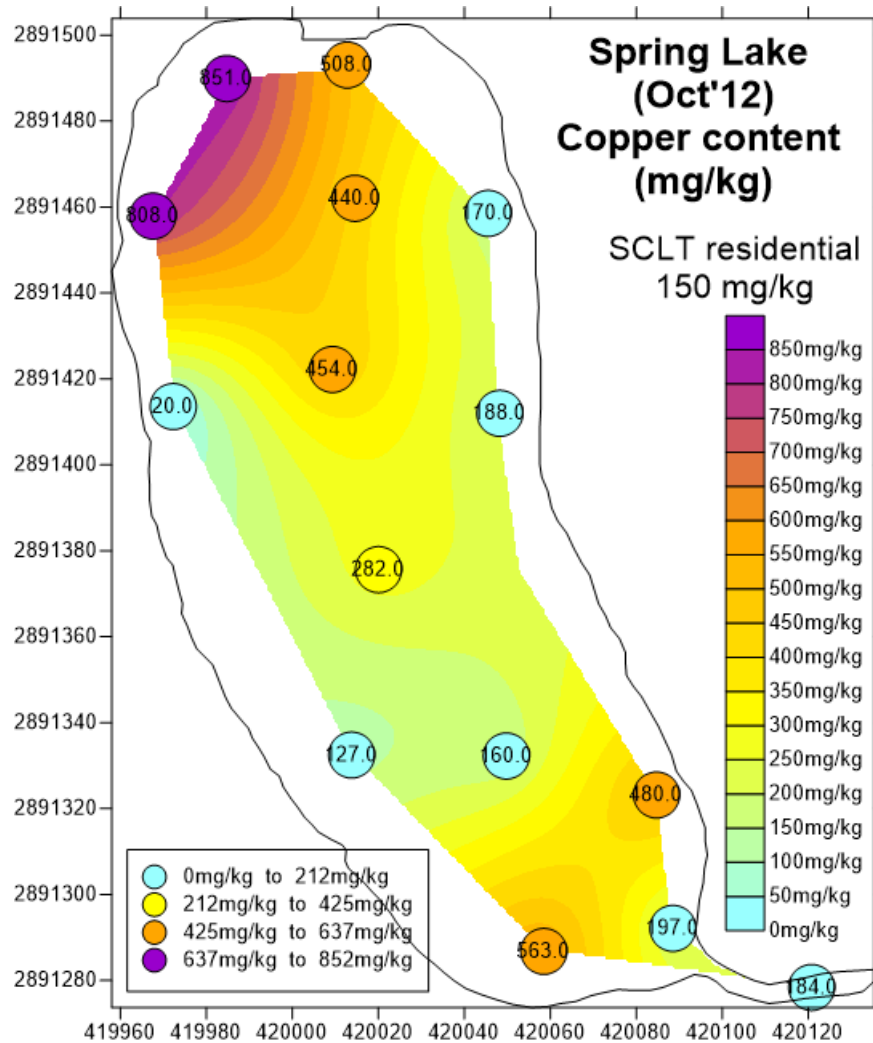 Spring Lake
(Oct'12)
Copper content
(mg/kg)
SCLT residential
150 mg/kg
850mg/kg
800mg/kg
750mg/kg
700mg/kg
650mg/kg
600mg/kg
550mg/kg
500mg/kg
450mg/kg
400mg/kg
350mg/kg
300mg/kg
250mg/kg
200mg/kg
150mg/kg
100mg/kg
50mg/kg
0mg/kg
2891500
2891480
2891460
2891440
2891420
2891400
2891380
2891360
2891340
2891320
2891300
2891280
851.0
508.0
808.0
440.0
170.0
454.0
20.0
188.0
282.0
127.0
160.0
480.0
197.0
563.0
184.0
0mg/kg to 212mg/kg
212mg/kg to 425mg/kg
425mg/kg to 637mg/kg
637mg/kg to 852mg/kg
419960 419980 420000 420020 420040 420060 420080 420100 420120